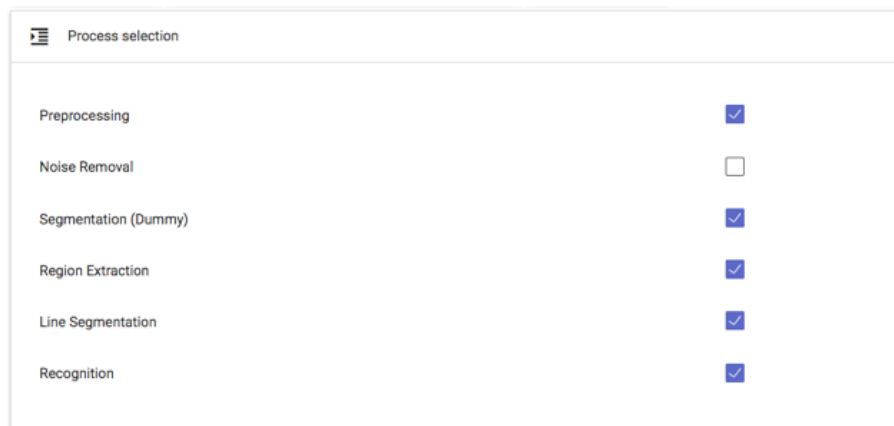 Process selection
Preprocessing
Noise Removal
Segmentation (Dummy)
Region Extraction
Line Segmentation
Recognition